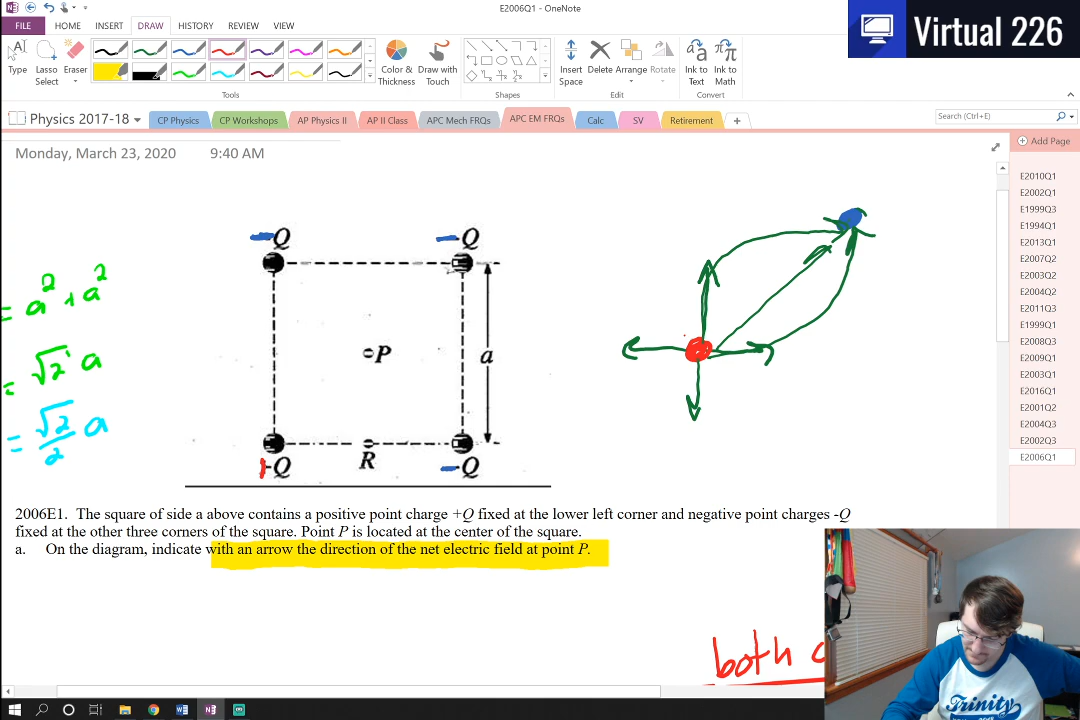 E2006Q1 - OneNote
Virtual 226
FILE HOME INSERT DRAW HISTORY REVIEW VIEW
Type
Lasso Select
Eraser
Color & Thickness
Draw with Touch
Insert Space
Delete
Arrange
Rotate
Ink to Text
Ink to Math
Tools
Shapes
Edit
Convert
Physics 2017-18
CP Physics
CP Workshops
AP Physics II
AP II Class
APC Mech FRQs
APC EM FRQs
Calc
SV
Retirement
+
Search (Ctrl+E)
Monday, March 23, 2020 9:40 AM
Add Page
E2010Q1
E2002Q1
E1999Q3
E1994Q1
E2013Q1
E2007Q2
E2003Q2
E2004Q2
E2011Q3
E1999Q1
E2008Q3
E2009Q1
E2003Q1
E2016Q1
E2001Q2
E2004Q3
E2002Q3
E2006Q1
= a² + a²
= √2 a
= √2/2 a
-Q
-Q
P
a
R
+Q
-Q
2006E1. The square of side a above contains a positive point charge +Q fixed at the lower left corner and negative point charges -Q
fixed at the other three corners of the square. Point P is located at the center of the square.
a. On the diagram, indicate with an arrow the direction of the net electric field at point P.
both
Trinity